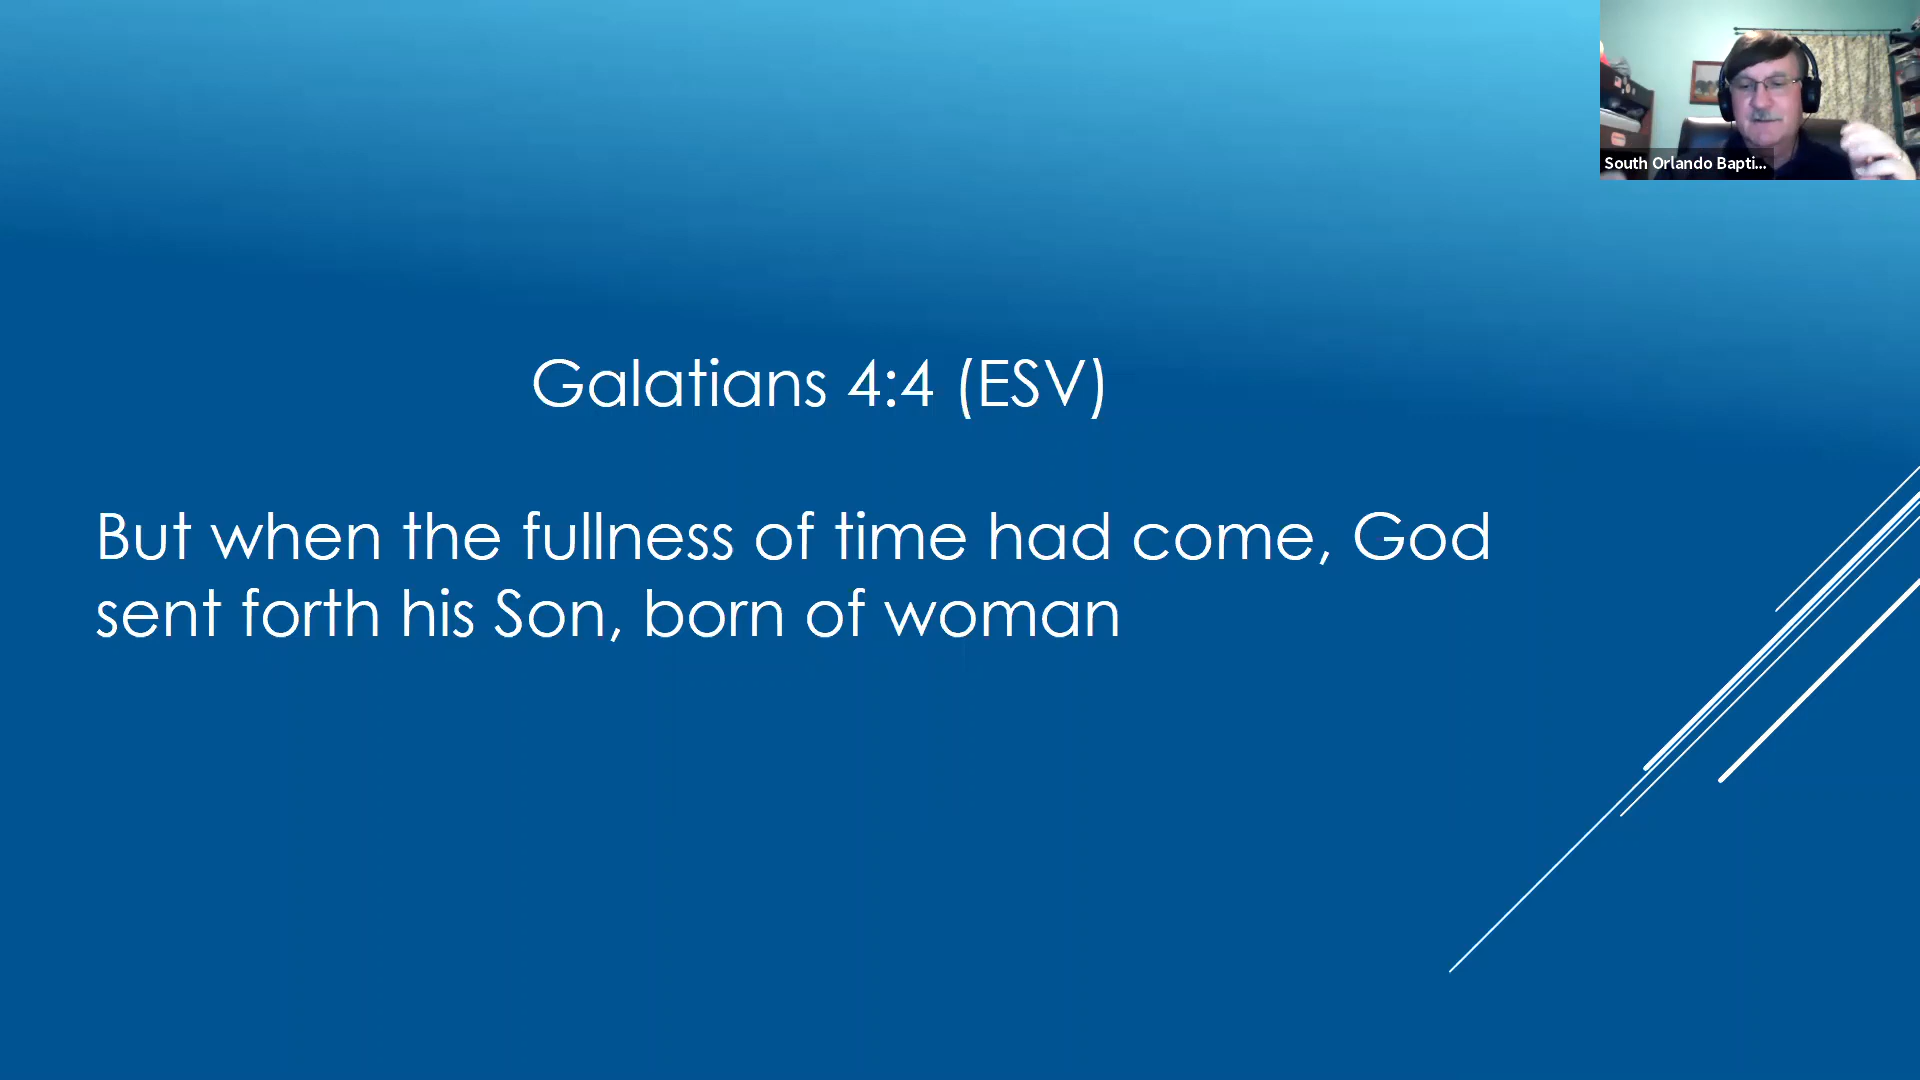 South Orlando Bapti...
Galatians 4:4 (ESV)
But when the fullness of time had come, God
sent forth his Son, born of woman